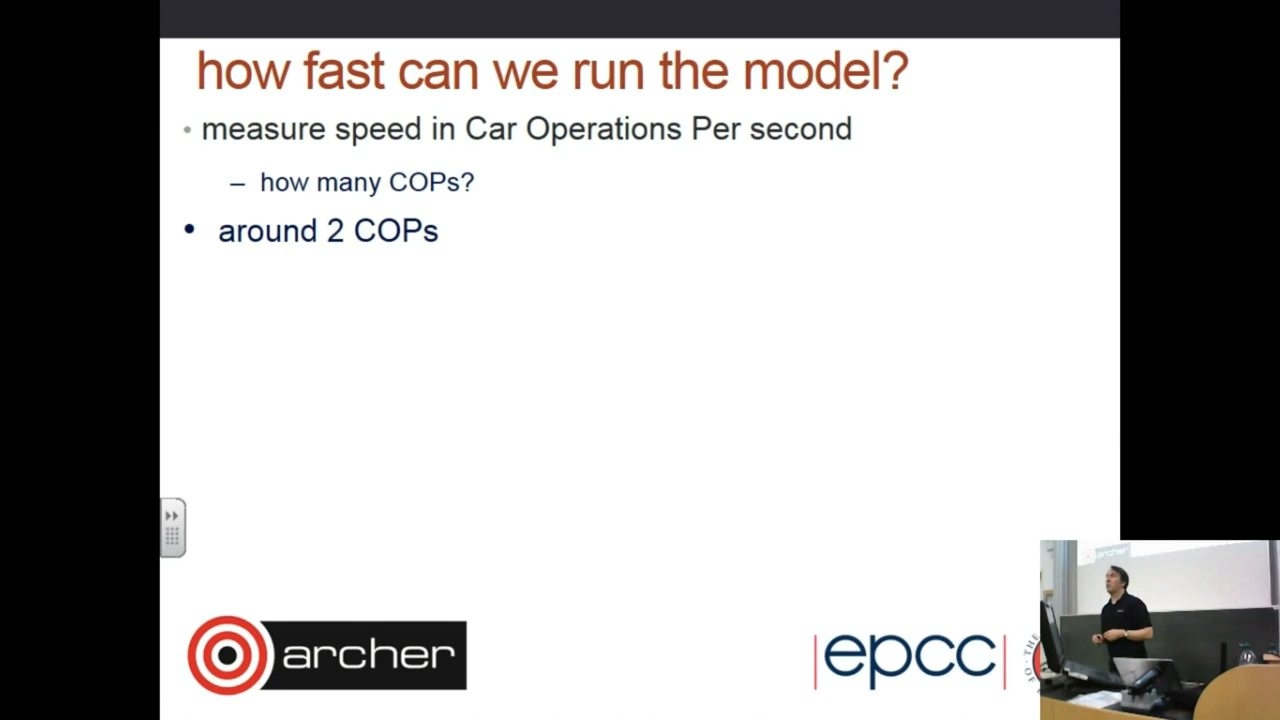 how fast can we run the model?
• measure speed in Car Operations Per second
– how many COPs?
• around 2 COPs
archer
|epcc|
archer